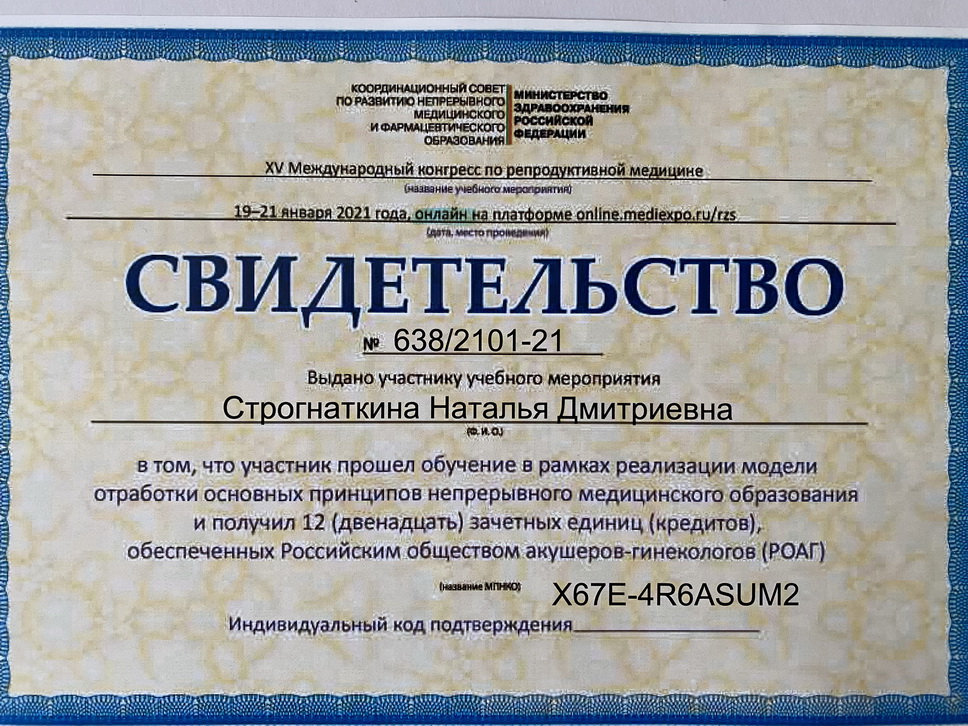 КООРДИНАЦИОННЫЙ СОВЕТ
ПО РАЗВИТИЮ НЕПРЕРЫВНОГО
МЕДИЦИНСКОГО
И ФАРМАЦЕВТИЧЕСКОГО
ОБРАЗОВАНИЯ
МИНИСТЕРСТВО
ЗДРАВООХРАНЕНИЯ
РОССИЙСКОЙ
ФЕДЕРАЦИИ
XV Международный конгресс по репродуктивной медицине
(название учебного мероприятия)
19–21 января 2021 года, онлайн на платформе online.mediexpo.ru/rzs
(дата, место проведения)
СВИДЕТЕЛЬСТВО
№ 638/2101-21
Выдано участнику учебного мероприятия
Строгнаткина Наталья Дмитриевна
(Ф. И. О.)
в том, что участник прошел обучение в рамках реализации модели
отработки основных принципов непрерывного медицинского образования
и получил 12 (двенадцать) зачетных единиц (кредитов),
обеспеченных Российским обществом акушеров-гинекологов (РОАГ)
(название МПНКО)
X67E-4R6ASUM2
Индивидуальный код подтверждения